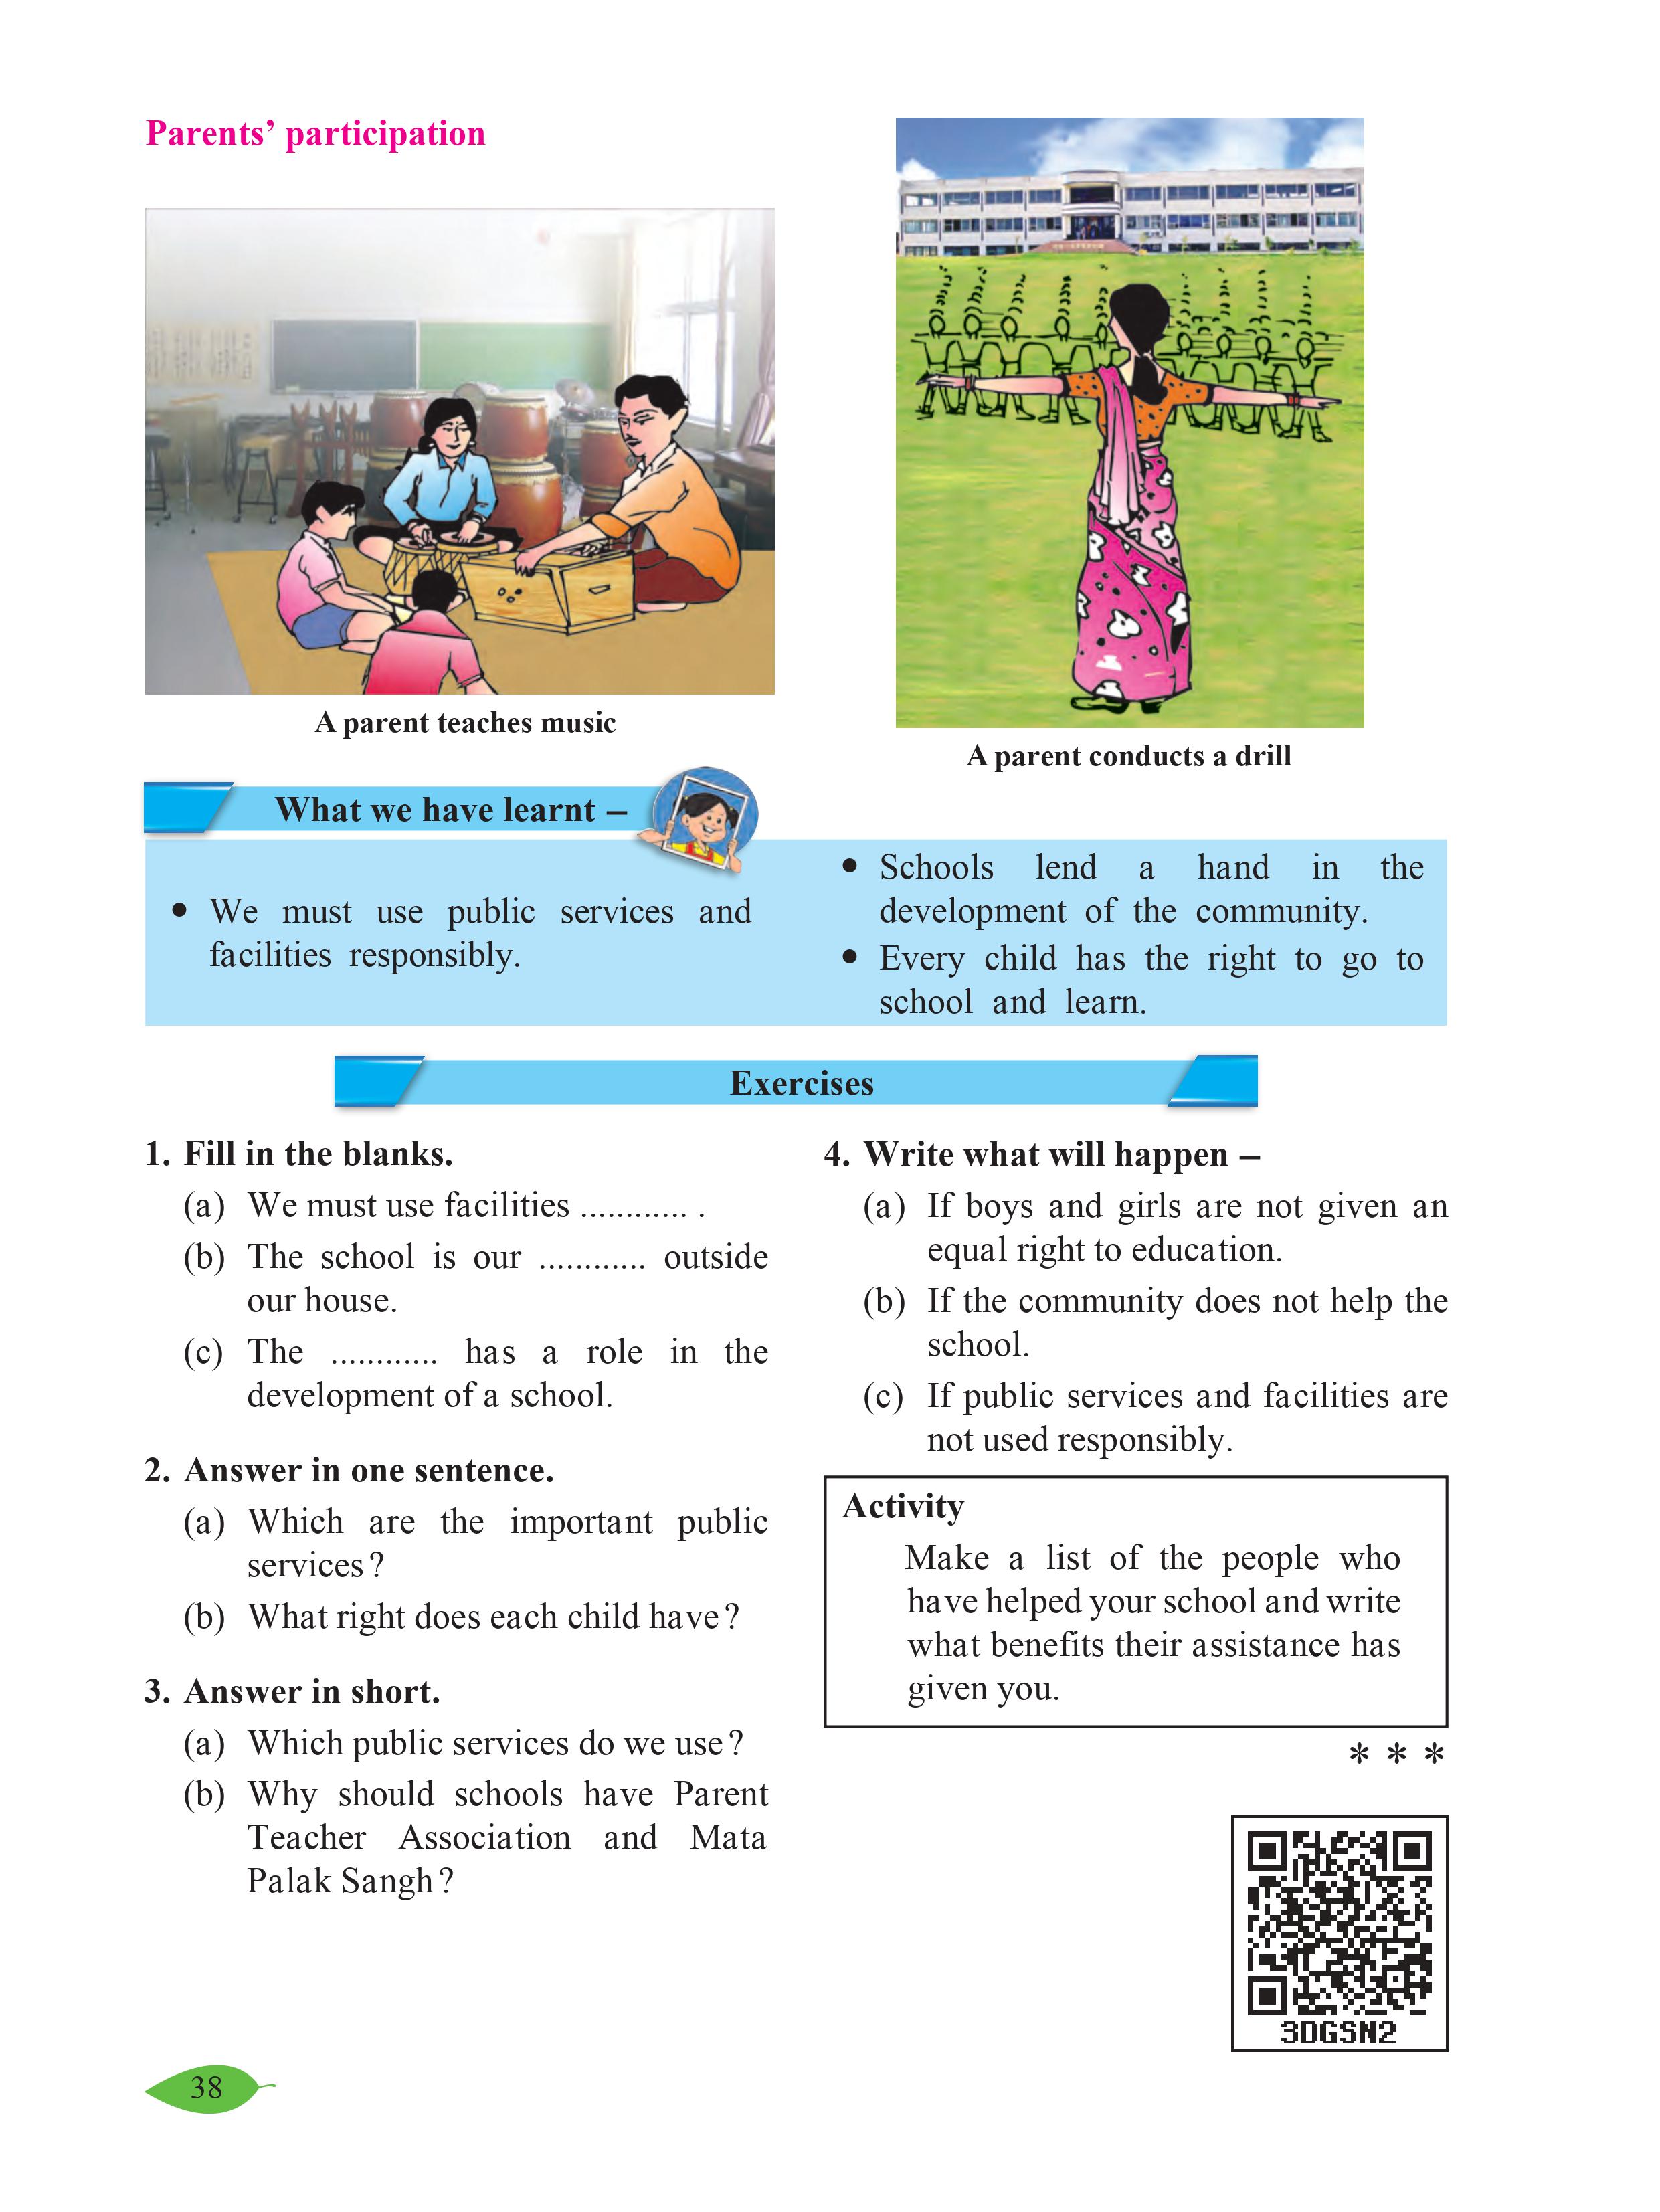 Parents’ participation
A parent teaches music
A parent conducts a drill
What we have learnt –
• We must use public services and
facilities responsibly.
• Schools lend a hand in the
development of the community.
• Every child has the right to go to
school and learn.
Exercises
1. Fill in the blanks.
(a) We must use facilities ............ .
(b) The school is our ............ outside
our house.
(c) The ............ has a role in the
development of a school.
2. Answer in one sentence.
(a) Which are the important public
services?
(b) What right does each child have?
3. Answer in short.
(a) Which public services do we use?
(b) Why should schools have Parent
Teacher Association and Mata
Palak Sangh?
4. Write what will happen –
(a) If boys and girls are not given an
equal right to education.
(b) If the community does not help the
school.
(c) If public services and facilities are
not used responsibly.
Activity
Make a list of the people who
have helped your school and write
what benefits their assistance has
given you.
* * *
3DGSN2
38